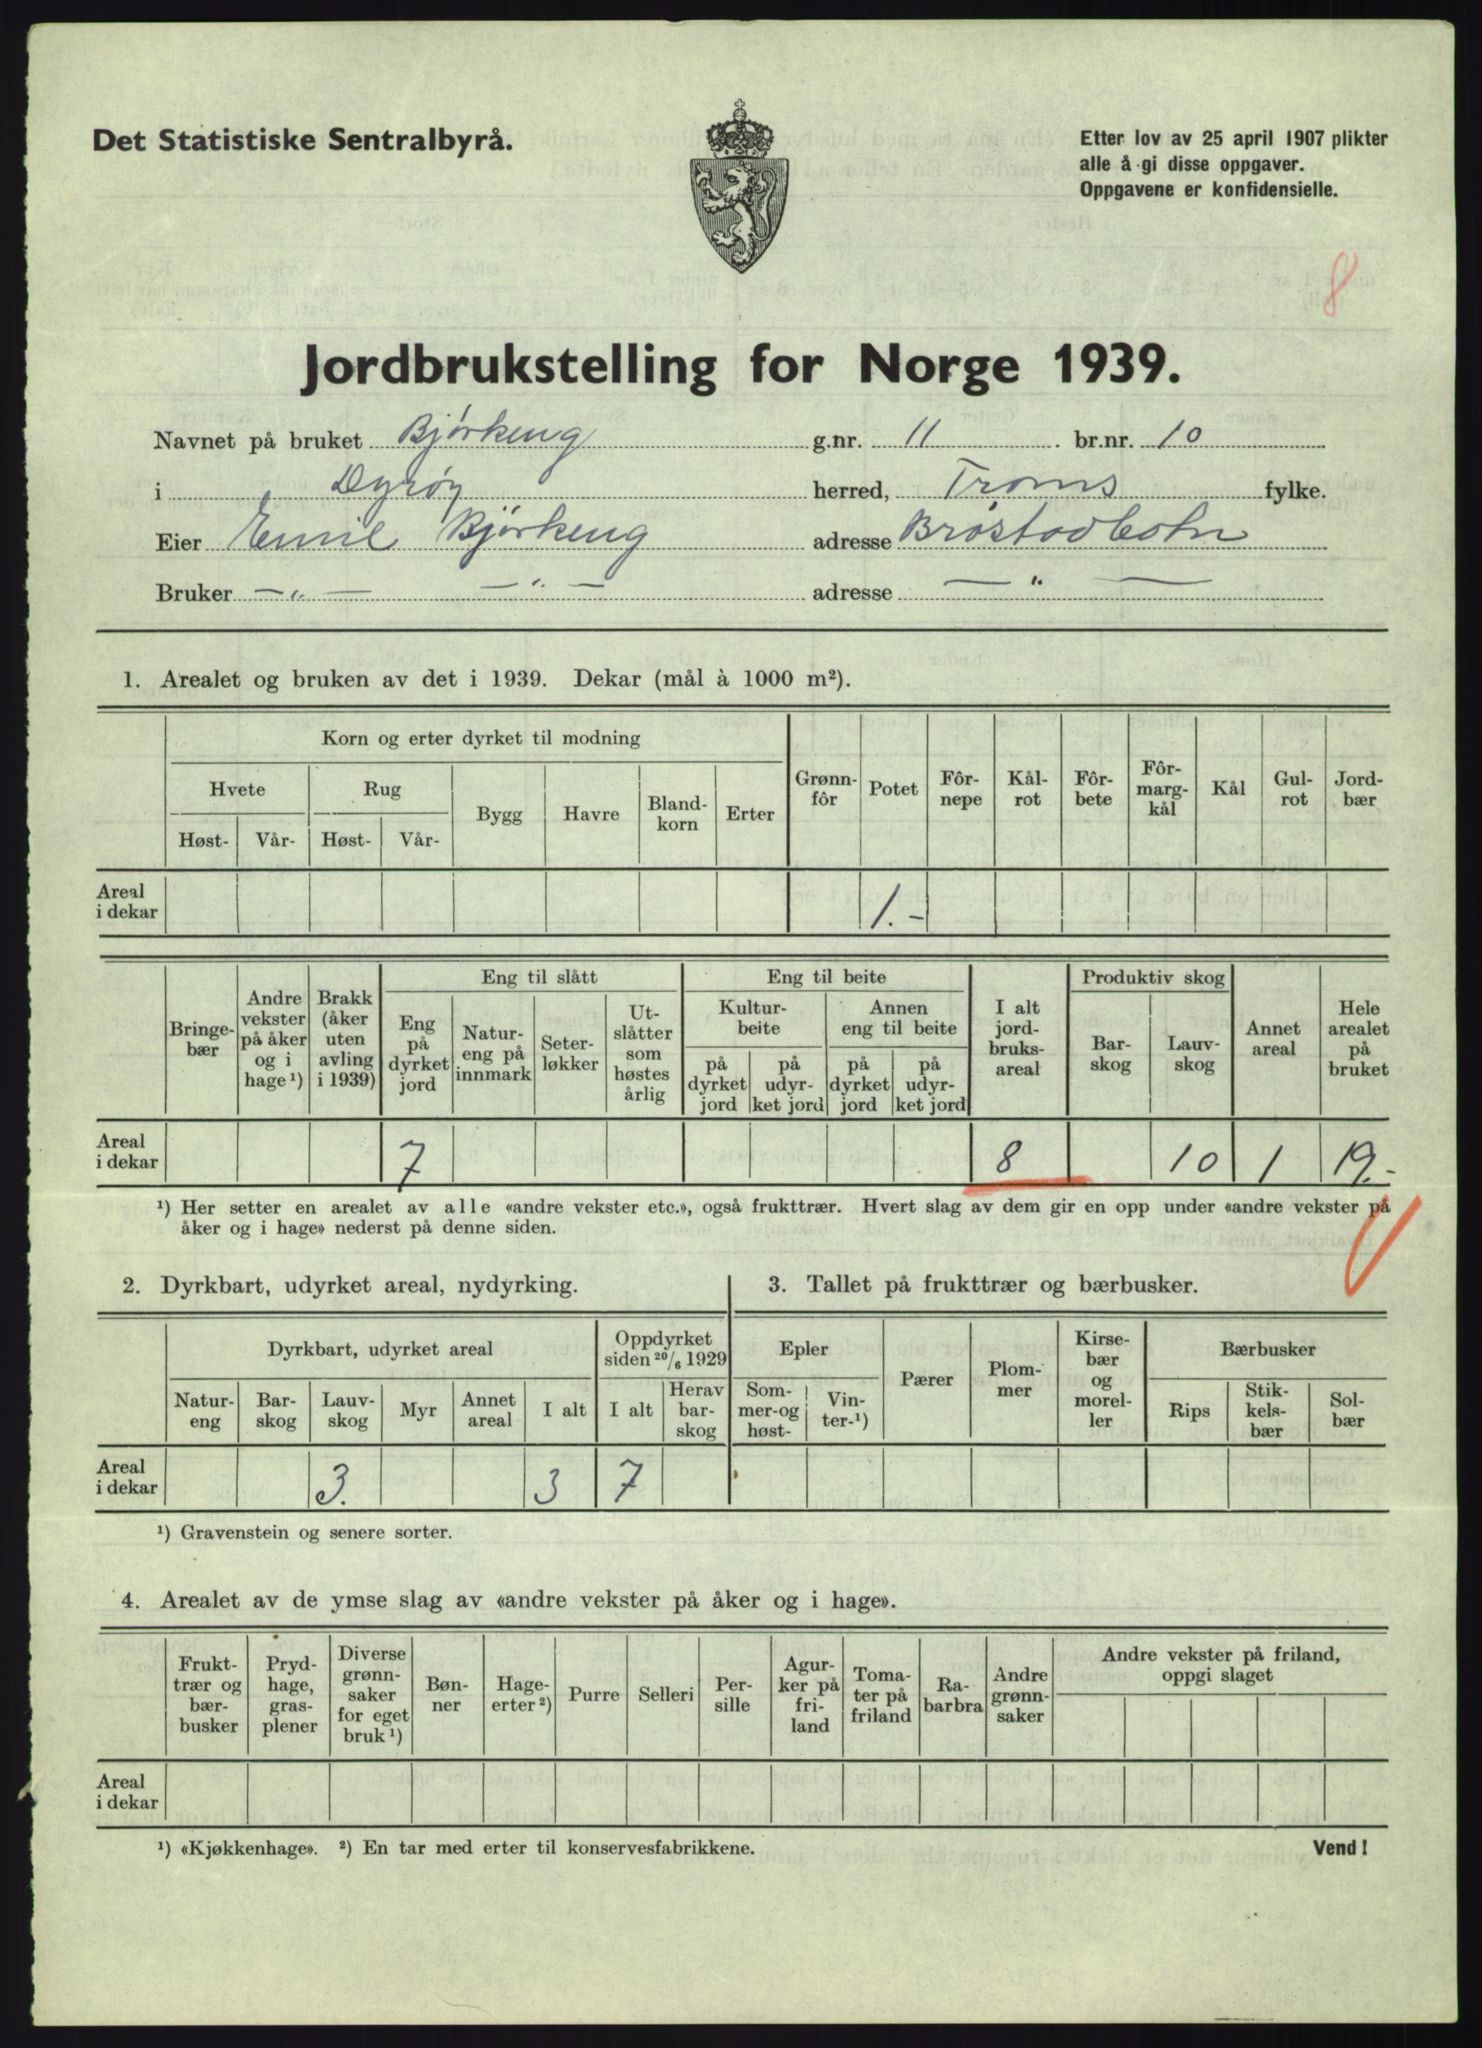 Det Statistiske Sentralbyrå.
Etter lov av 25 april 1907 plikter
alle å gi disse oppgaver.
Oppgavene er konfidensielle.
8
Jordbrukstelling for Norge 1939.
Navnet på bruket Bjørkeng g.nr. 11 br.nr. 10
i Dyrøy herred, Troms fylke.
Eier Emil Bjørkeng adresse Brøstadbotn
Bruker —〃— —〃— adresse —〃—
1. Arealet og bruken av det i 1939. Dekar (mål à 1000 m²).
Korn og erter dyrket til modning
Hvete Rug Bygg Havre Bland-korn Erter Grønn-fôr Potet Fôr-nepe Kål-rot Fôr-bete Fôr-marg-kål Kål Gul-rot Jord-bær
Høst- Vår- Høst- Vår-
Areal i dekar 1.-
Eng til slått Eng til beite Produktiv skog
Bringe-bær Andre vekster på åker og i hage¹) Brakk (åker uten avling i 1939) Eng på dyrket jord Natur-eng på innmark Seter-løkker Ut-slåtter som høstes årlig Kultur-beite Annen eng til beite I alt jord-bruks-areal Bar-skog Lauv-skog Annet areal Hele arealet på bruket
på dyrket jord på udyr-ket jord på dyrket jord på udyr-ket jord
Areal i dekar 7 8 10 1 19.-
¹) Her setter en arealet av alle «andre vekster etc.», også frukttrær. Hvert slag av dem gir en opp under «andre vekster på
åker og i hage» nederst på denne siden.
2. Dyrkbart, udyrket areal, nydyrking.
Dyrkbart, udyrket areal Oppdyrket siden 20/6 1929
Natur-eng Bar-skog Lauv-skog Myr Annet areal I alt I alt Herav bar-skog
Areal i dekar 3. 3 7
¹) Gravenstein og senere sorter.
3. Tallet på frukttrær og bærbusker.
Epler Pærer Plom-mer Kirse-bær og morel-ler Bærbusker
Som-mer-og høst- Vin-ter-¹) Rips Stik-kels-bær Sol-bær
4. Arealet av de ymse slag av «andre vekster på åker og i hage».
Frukt-trær og bær-busker Pryd-hage, gras-plener Diverse grønn-saker for eget bruk¹) Bøn-ner Hage-erter²) Purre Selleri Per-sille Agur-ker på fri-land Toma-ter på friland Ra-barbra Andre grønn-saker Andre vekster på friland, oppgi slaget
Areal i dekar
¹) «Kjøkkenhage». ²) En tar med erter til konservesfabrikkene.
Vend!